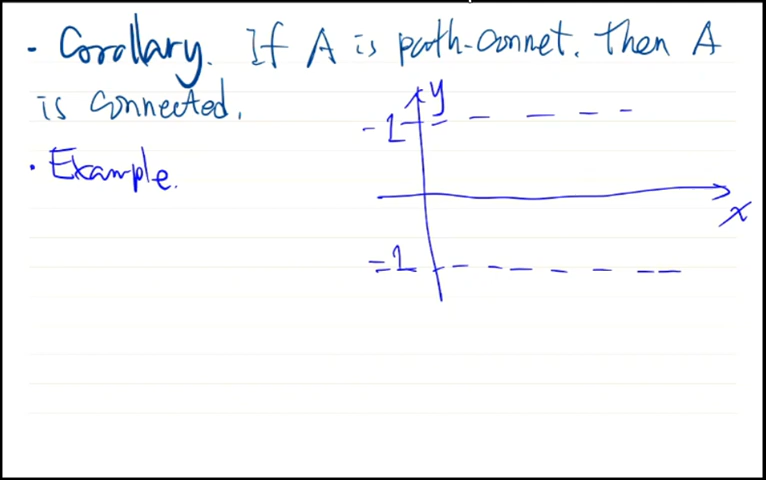 - Corollary. If A is path-connet. then A
is connected.
y
-1
· Example.
x
=1